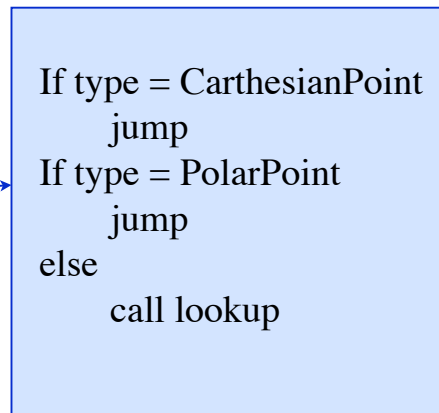 If type = CarthesianPoint
jump
If type = PolarPoint
jump
else
call lookup